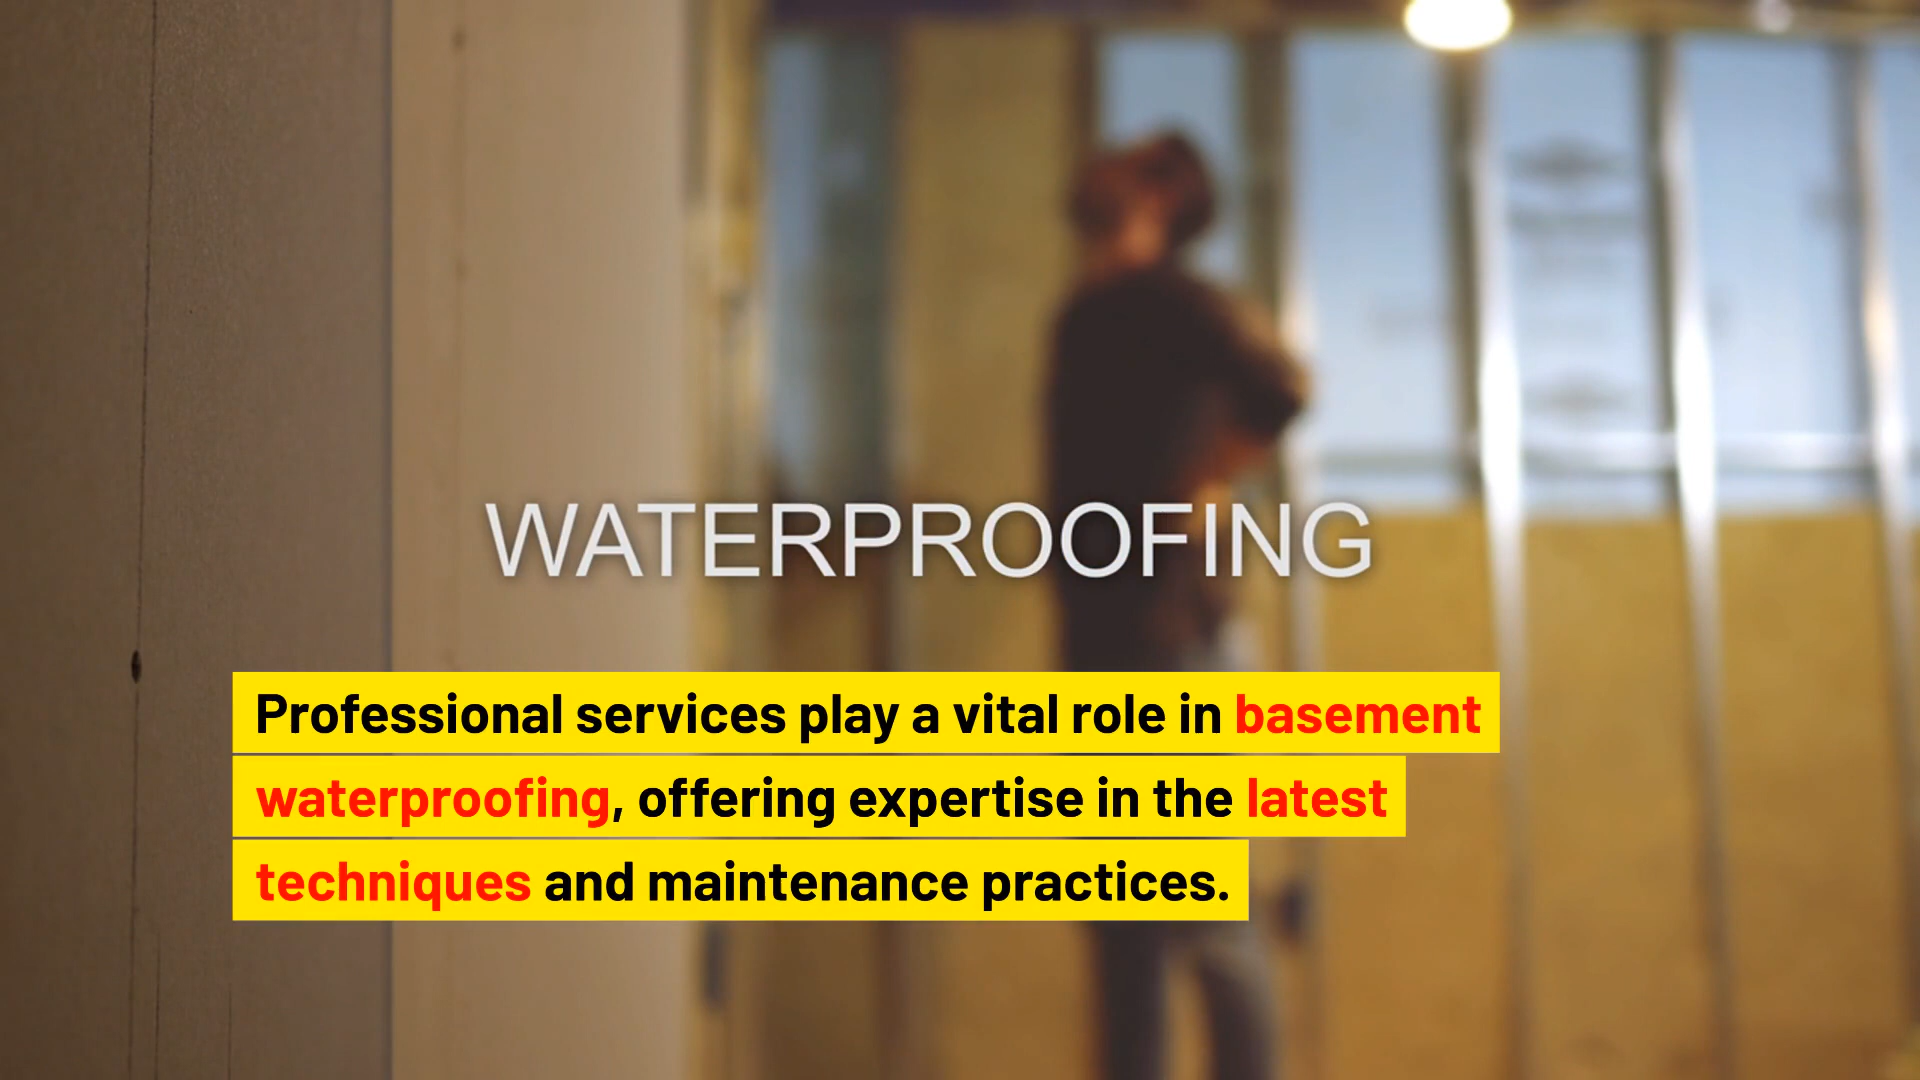 WATERPROOFING
Professional services play a vital role in basement
waterproofing, offering expertise in the latest
techniques and maintenance practices.